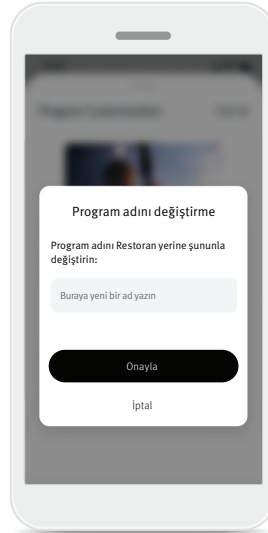 Program adını değiştirme
Program adını Restoran yerine şununla
değiştirin:
Buraya yeni bir ad yazın
Onayla
İptal